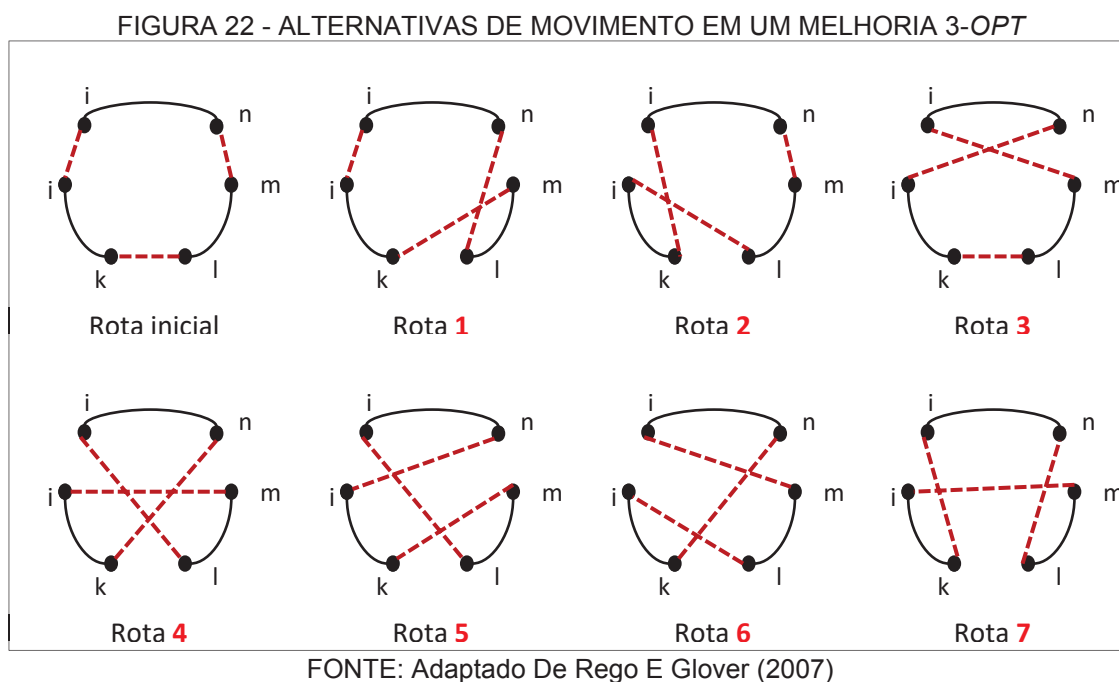 FIGURA 22 - ALTERNATIVAS DE MOVIMENTO EM UM MELHORIA 3-OPT
i n i m k l
Rota inicial
i n i m k l
Rota 1
i n i m k l
Rota 2
i n i m k l
Rota 3
i n i m k l
Rota 4
i n i m k l
Rota 5
i n i m k l
Rota 6
i n i m k l
Rota 7
FONTE: Adaptado De Rego E Glover (2007)